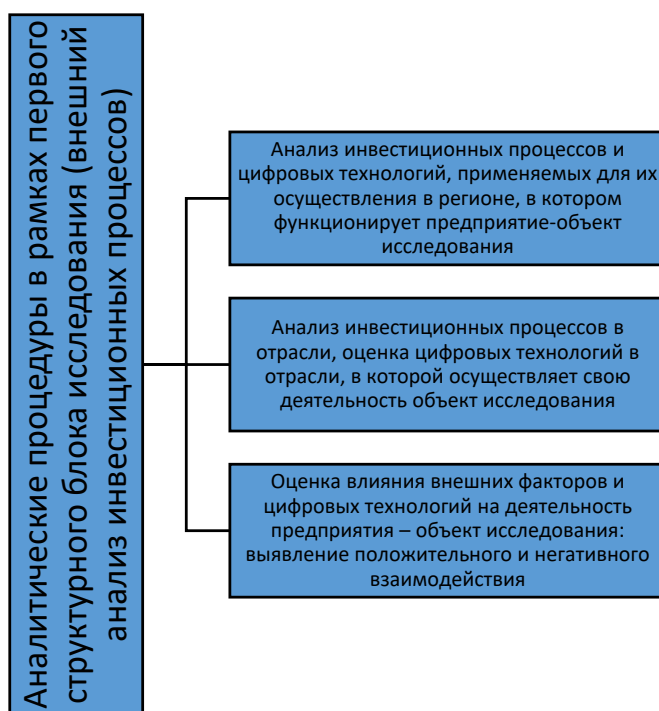 Аналитические процедуры в рамках первого
структурного блока исследования (внешний
анализ инвестиционных процессов)
Анализ инвестиционных процессов и
цифровых технологий, применяемых для их
осуществления в регионе, в котором
функционирует предприятие-объект
исследования
Анализ инвестиционных процессов в
отрасли, оценка цифровых технологий в
отрасли, в которой осуществляет свою
деятельность объект исследования
Оценка влияния внешних факторов и
цифровых технологий на деятельность
предприятия – объект исследования:
выявление положительного и негативного
взаимодействия